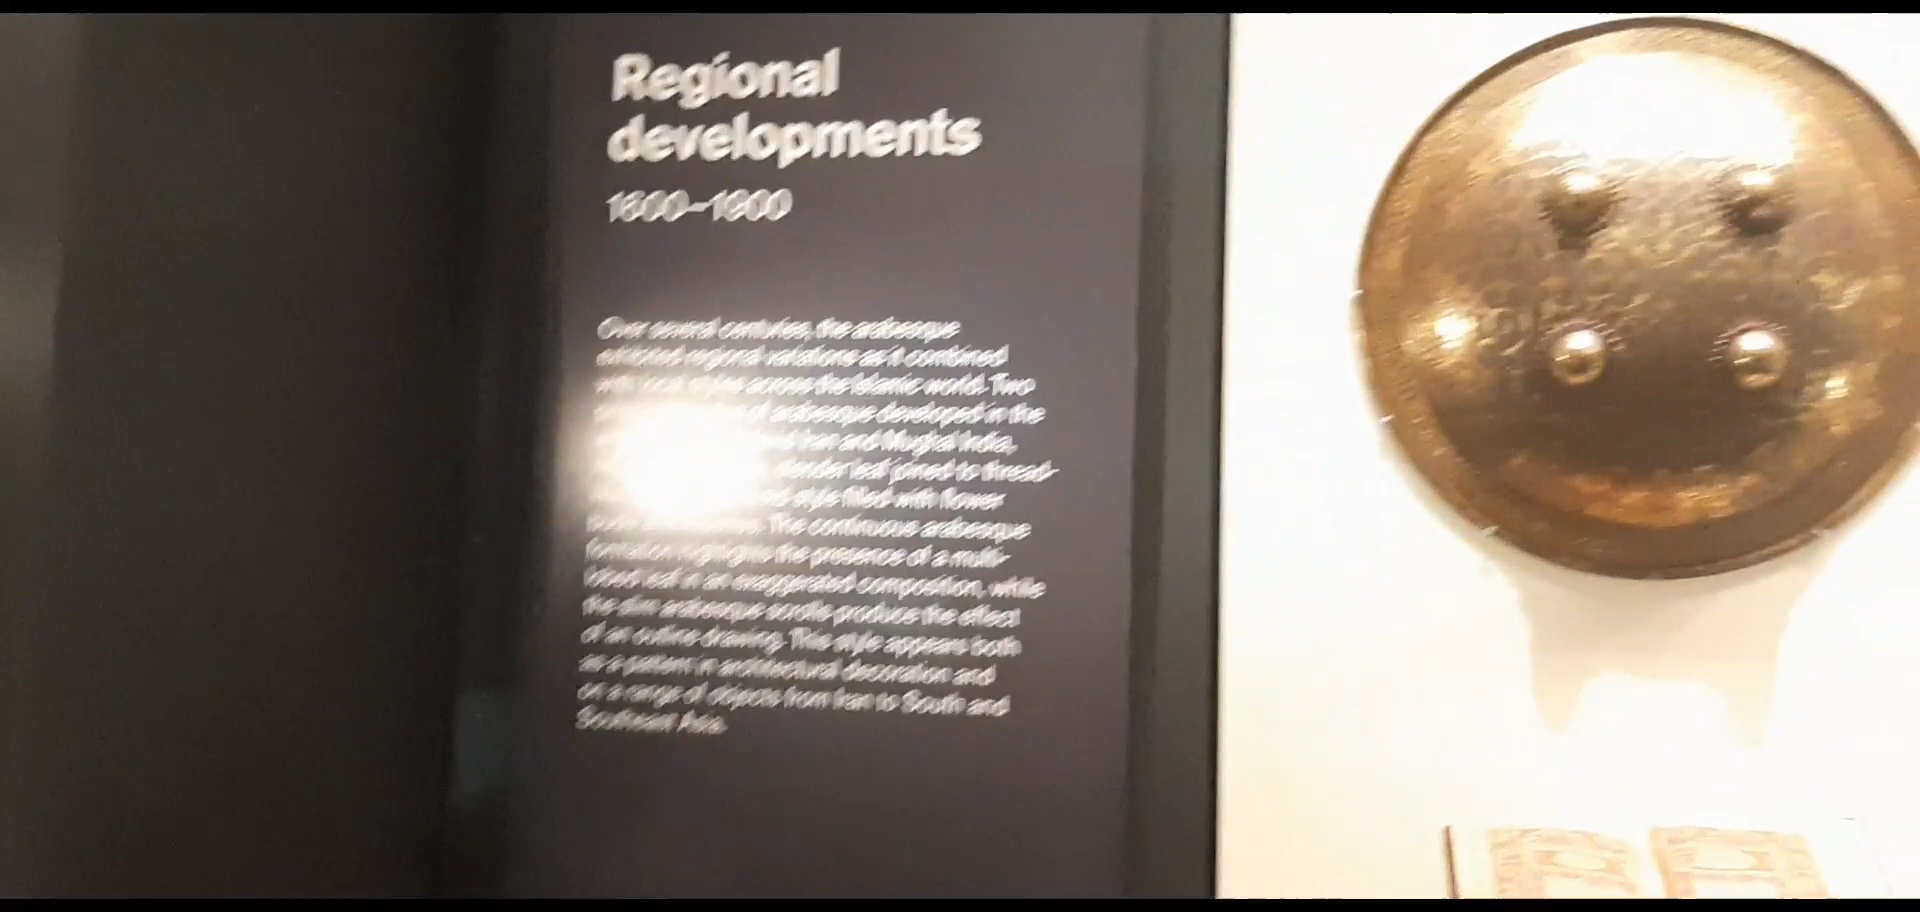 Regional
developments
1600–1900
Over several centuries, the arabesque
exhibited regional variations as it combined
with local styles across the Islamic world. Two
of arabesque developed in the
Iran and Mughal India,
slender leaf joined to thread-
style filled with flower
The continuous arabesque
formation highlights the presence of a multi-
lobed leaf in an exaggerated composition, while
the slim arabesque scrolls produce the effect
of an outline drawing. This style appears both
as a pattern in architectural decoration and
on a range of objects from Iran to South and
Southeast Asia.